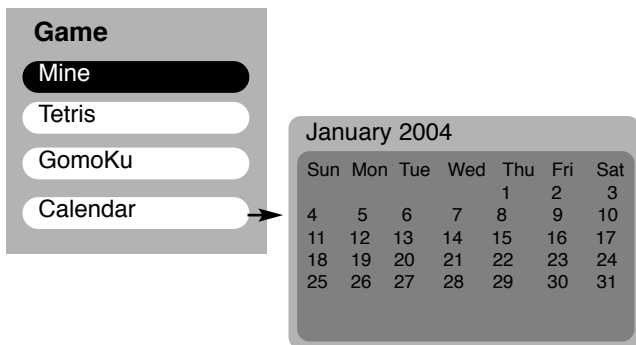 Game
Mine
Tetris
GomoKu
Calendar
January 2004
Sun Mon Tue Wed Thu Fri Sat
1 2 3
4 5 6 7 8 9 10
11 12 13 14 15 16 17
18 19 20 21 22 23 24
25 26 27 28 29 30 31